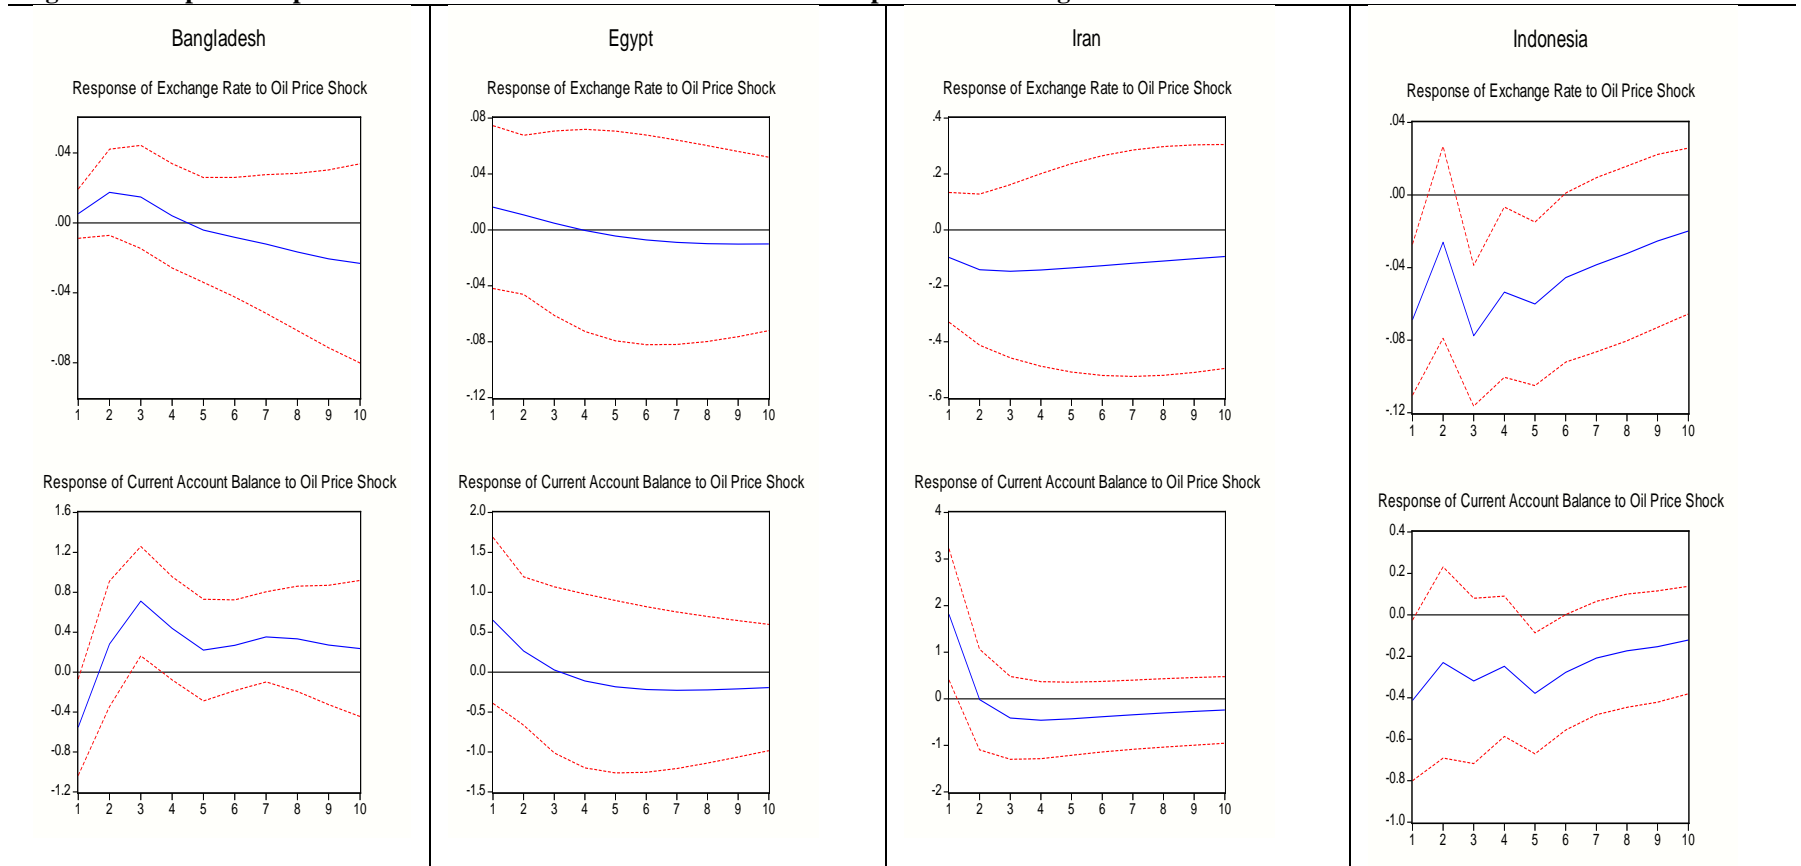 Bangladesh
Response of Exchange Rate to Oil Price Shock
.04
.00
-.04
-.08
1 2 3 4 5 6 7 8 9 10
Response of Current Account Balance to Oil Price Shock
1.6
1.2
0.8
0.4
0.0
-0.4
-0.8
-1.2
1 2 3 4 5 6 7 8 9 10
Egypt
Response of Exchange Rate to Oil Price Shock
.08
.04
.00
-.04
-.08
-.12
1 2 3 4 5 6 7 8 9 10
Response of Current Account Balance to Oil Price Shock
2.0
1.5
1.0
0.5
0.0
-0.5
-1.0
-1.5
1 2 3 4 5 6 7 8 9 10
Iran
Response of Exchange Rate to Oil Price Shock
.4
.2
.0
-.2
-.4
-.6
1 2 3 4 5 6 7 8 9 10
Response of Current Account Balance to Oil Price Shock
4
3
2
1
0
-1
-2
1 2 3 4 5 6 7 8 9 10
Indonesia
Response of Exchange Rate to Oil Price Shock
.04
.00
-.04
-.08
-.12
1 2 3 4 5 6 7 8 9 10
Response of Current Account Balance to Oil Price Shock
0.4
0.2
0.0
-0.2
-0.4
-0.6
-0.8
-1.0
1 2 3 4 5 6 7 8 9 10